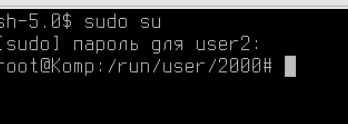 sh-5.0$ sudo su
[sudo] пароль для user2:
root@Komp:/run/user/2000#